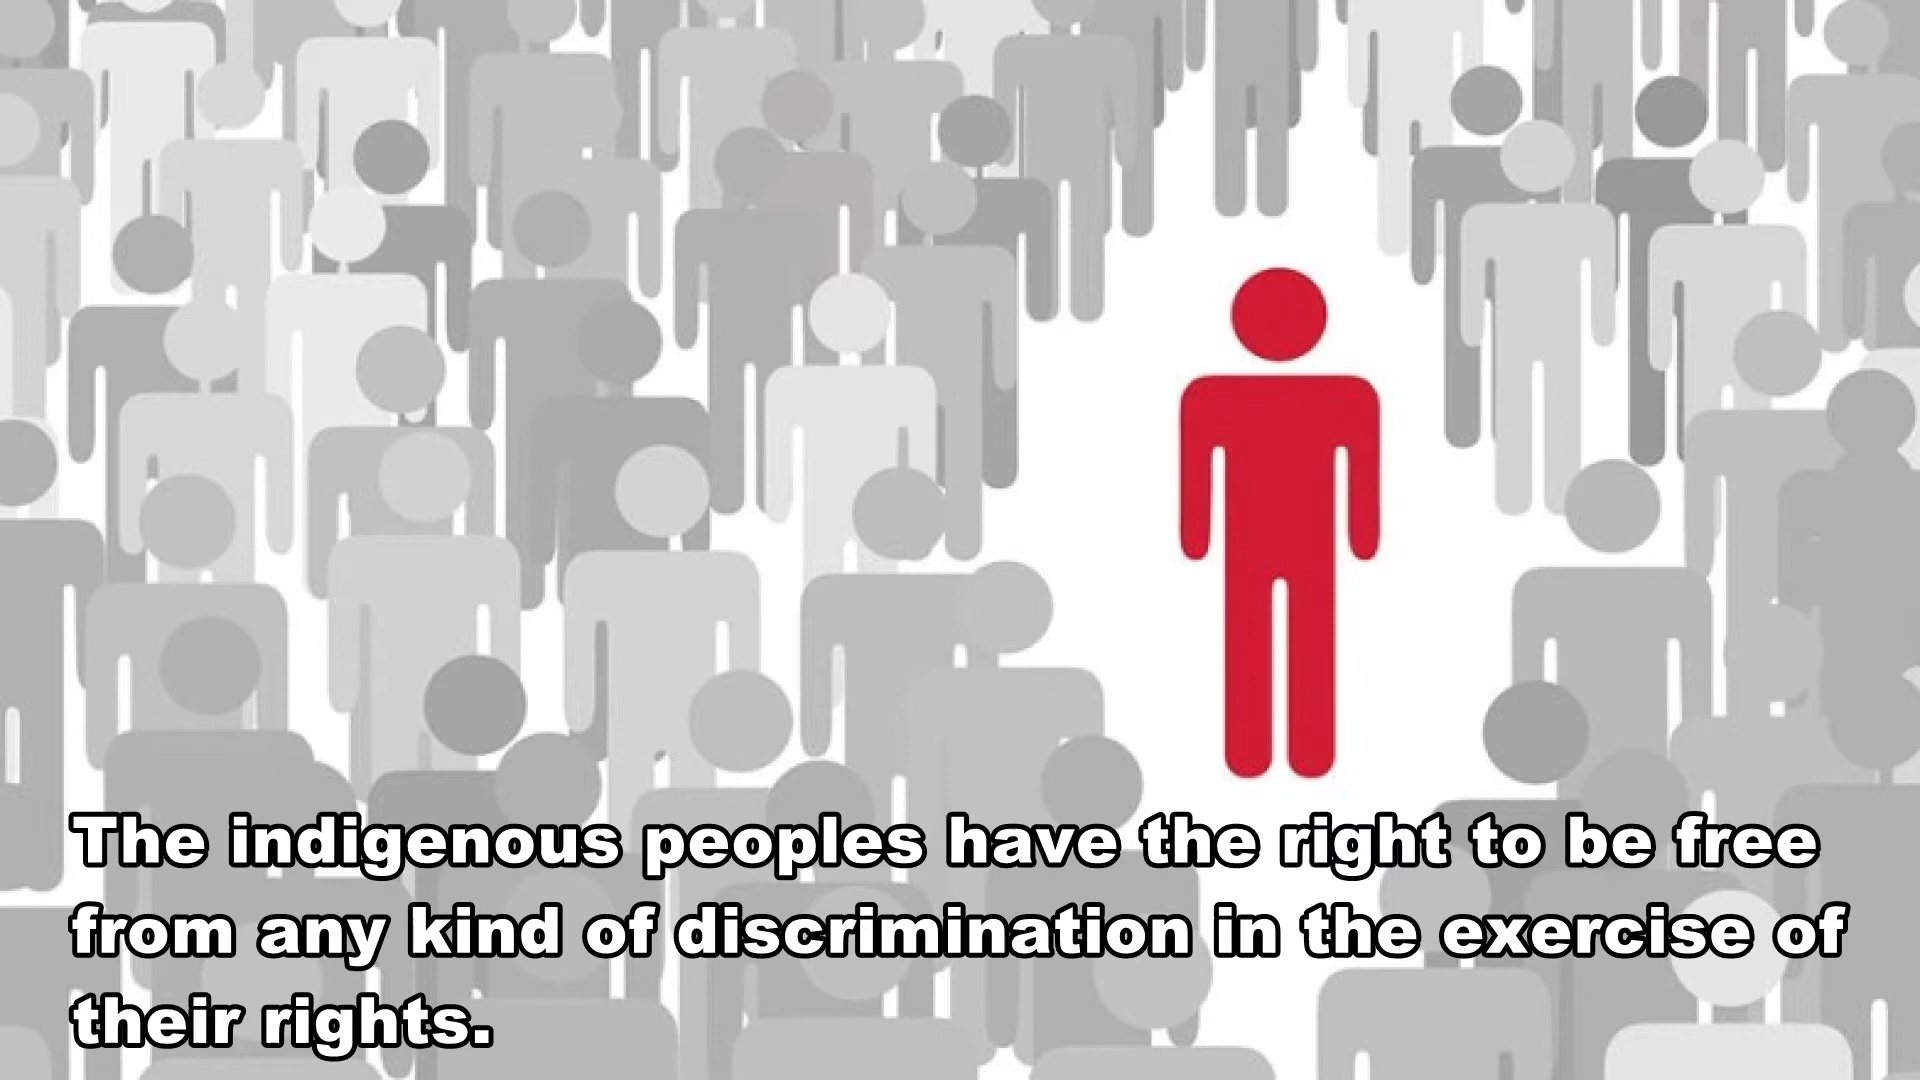 The indigenous peoples have the right to be free
from any kind of discrimination in the exercise of
their rights.